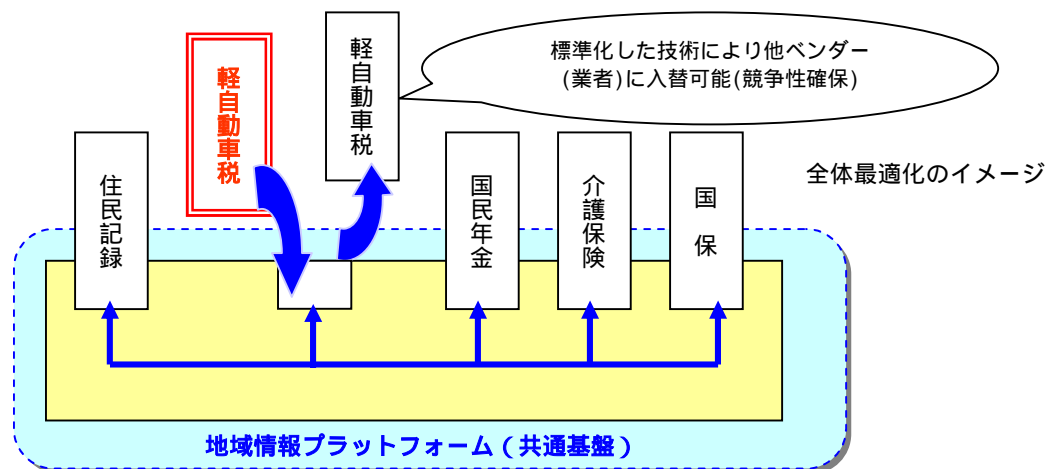 軽自動車税
軽自動車税
標準化した技術により他ベンダー
(業者)に入替可能(競争性確保)
住民記録
国民年金
介護保険
国保
全体最適化のイメージ
地域情報プラットフォーム（共通基盤）